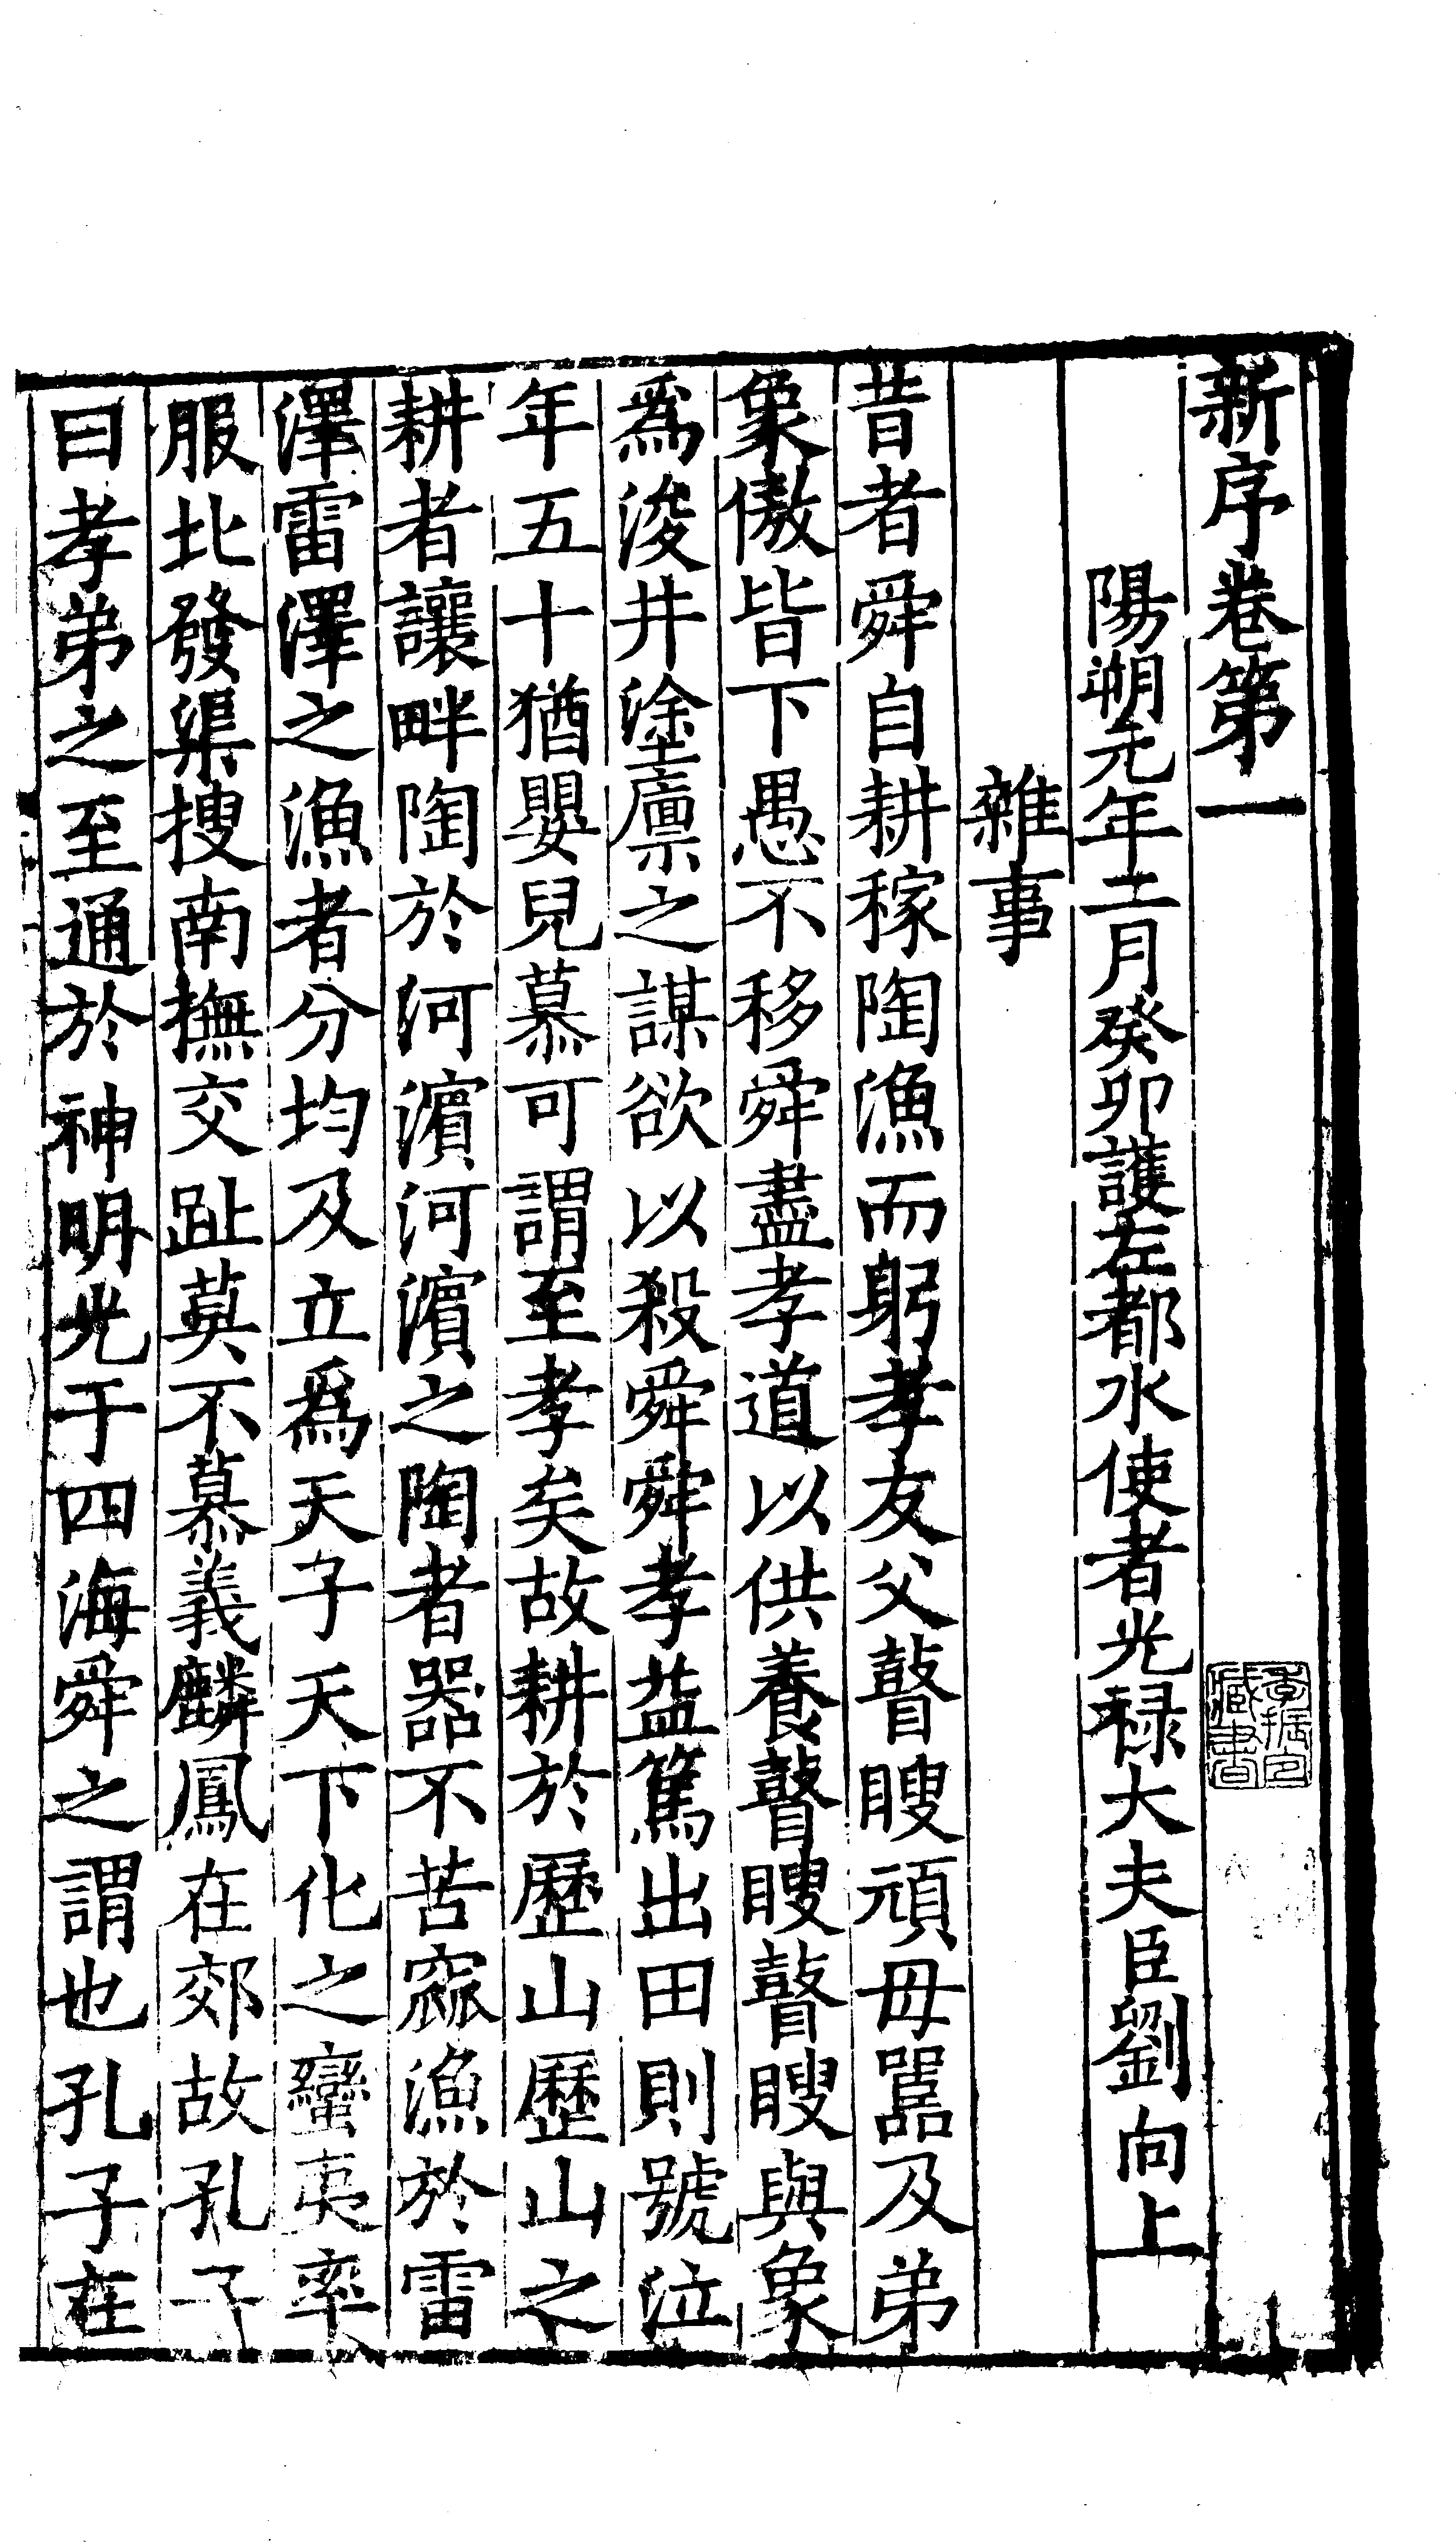 新序卷第一
陽朔元年二月癸卯護左都水使者光祿大夫臣劉向上
雜事
昔者舜自耕稼陶漁而躬孝友父瞽瞍頑母嚚及弟
象傲皆下愚不移舜盡孝道以供養瞽瞍瞽瞍與象
爲浚井塗廩之謀欲以殺舜舜孝益篤出田則號泣
年五十猶嬰兒慕可謂至孝矣故耕於歷山歷山之
耕者讓畔陶於河濵河濵之陶者器不苦窳漁於雷
澤雷澤之漁者分均及立爲天子天下化之蠻夷率
服北發渠搜南撫交趾莫不慕義麟鳳在郊故孔子
曰孝弟之至通於神明光于四海舜之謂也孔子在
季振宜
藏書